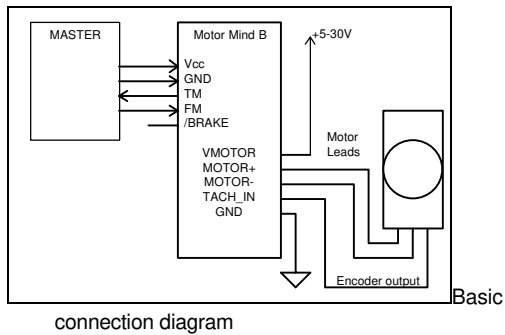 MASTER
Motor Mind B
+5-30V
Vcc
GND
TM
FM
/BRAKE
Motor
Leads
VMOTOR
MOTOR+
MOTOR-
TACH_IN
GND
Encoder output
Basic
connection diagram